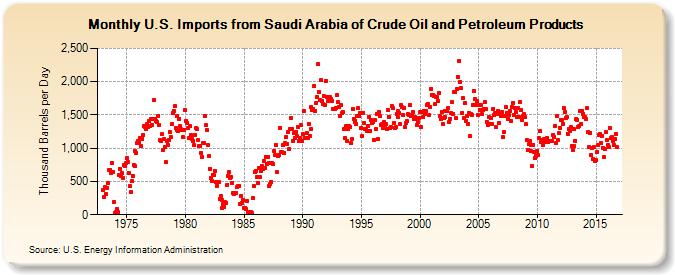 Monthly U.S. Imports from Saudi Arabia of Crude Oil and Petroleum Products
Thousand Barrels per Day
2,500
2,000
1,500
1,000
500
0
1975 1980 1985 1990 1995 2000 2005 2010 2015
Source: U.S. Energy Information Administration